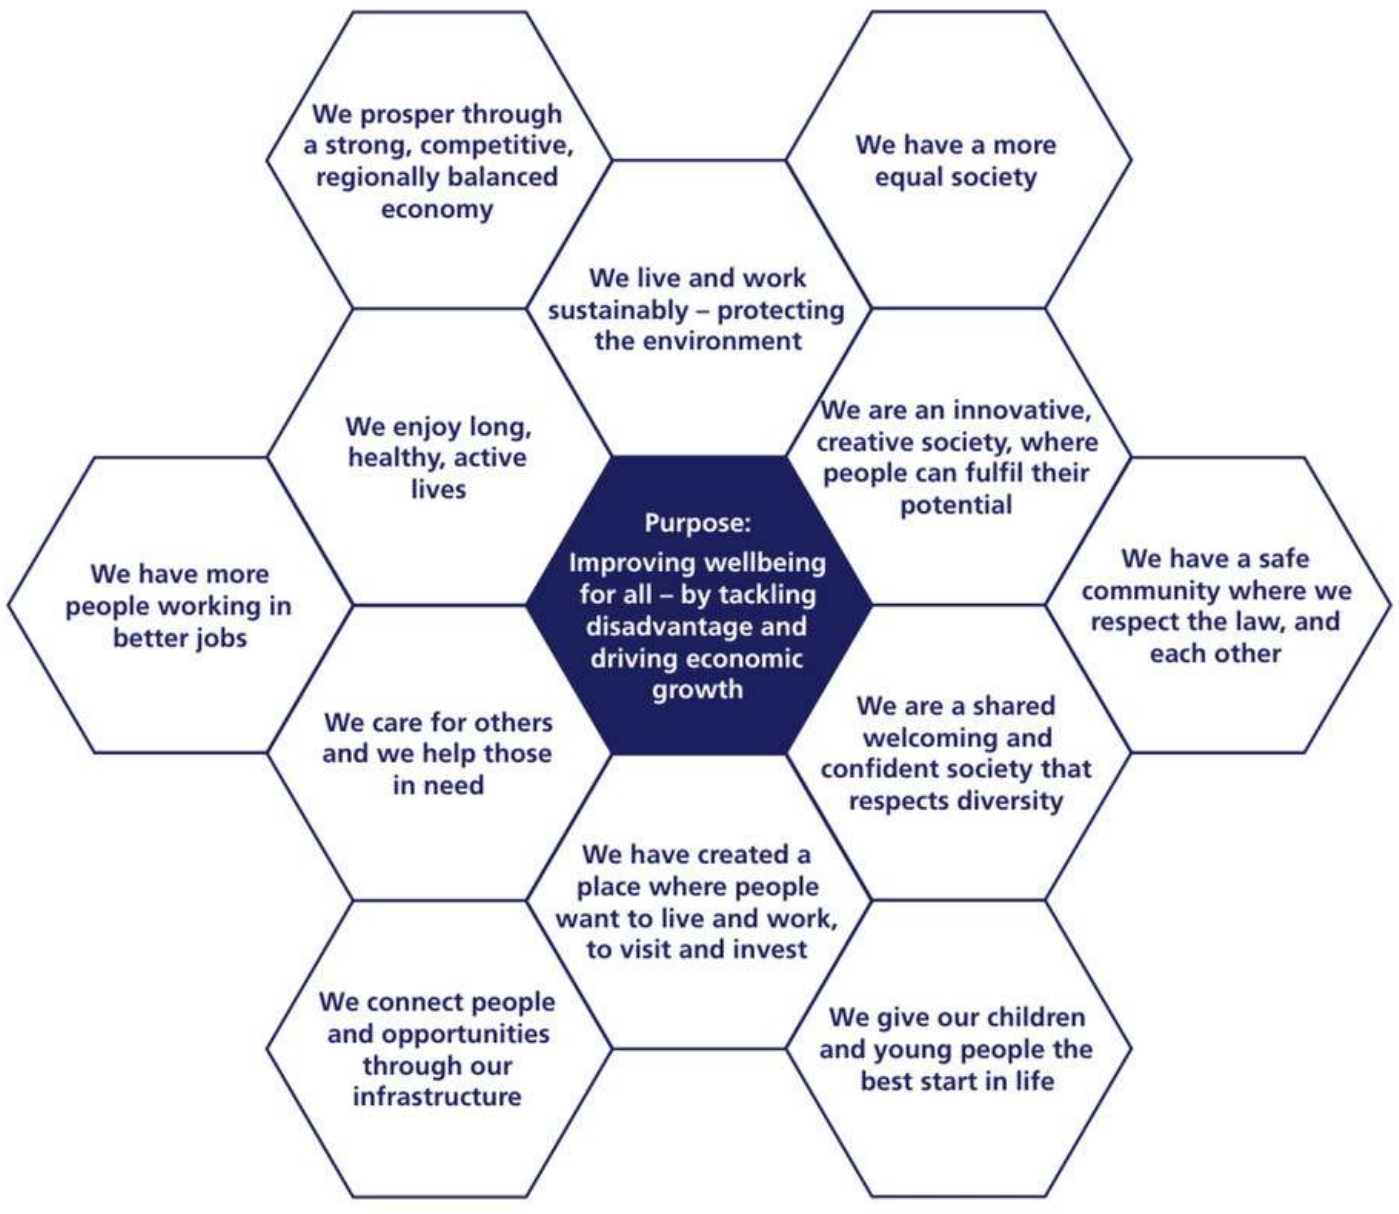 We prosper through
a strong, competitive,
regionally balanced
economy
We have a more
equal society
We live and work
sustainably – protecting
the environment
We enjoy long,
healthy, active
lives
We are an innovative,
creative society, where
people can fulfil their
potential
Purpose:
Improving wellbeing
for all – by tackling
disadvantage and
driving economic
growth
We have more
people working in
better jobs
We have a safe
community where we
respect the law, and
each other
We care for others
and we help those
in need
We are a shared
welcoming and
confident society that
respects diversity
We have created a
place where people
want to live and work,
to visit and invest
We connect people
and opportunities
through our
infrastructure
We give our children
and young people the
best start in life